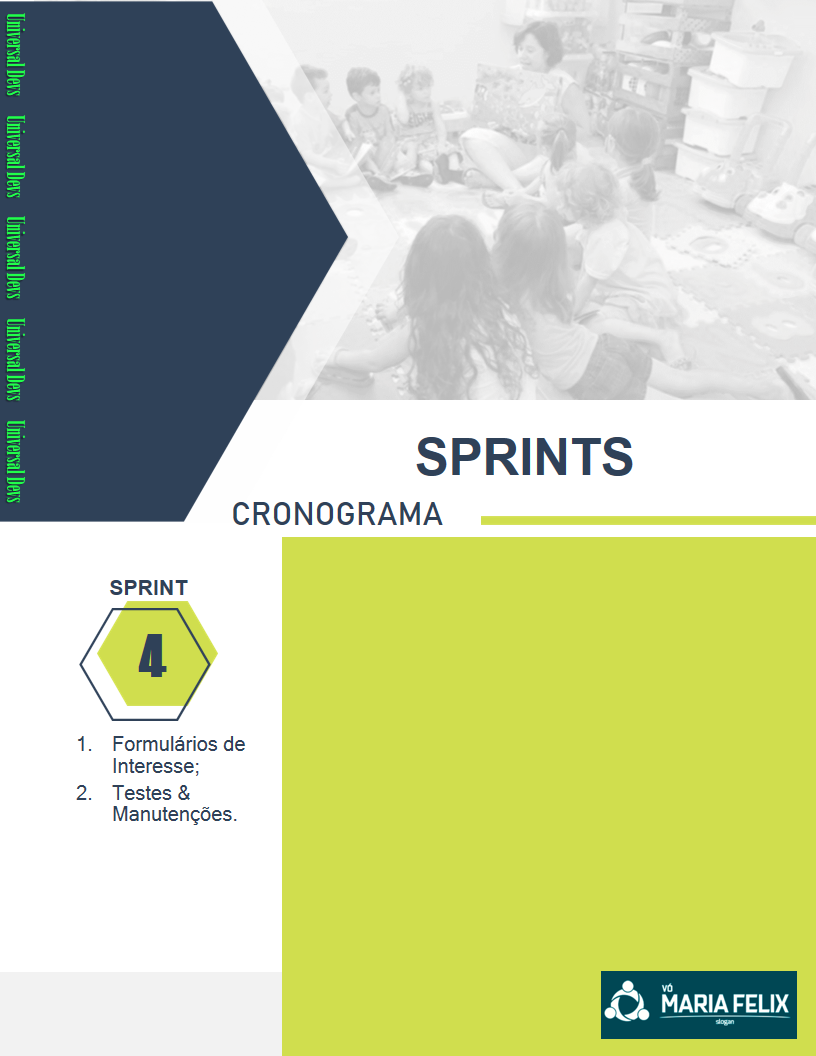 Universal Devs Universal Devs Universal Devs Universal Devs Universal Devs
SPRINTS
CRONOGRAMA
SPRINT
4
1. Formulários de
Interesse;
2. Testes &
Manutenções.
VÓ
MARIA FELIX
slogan